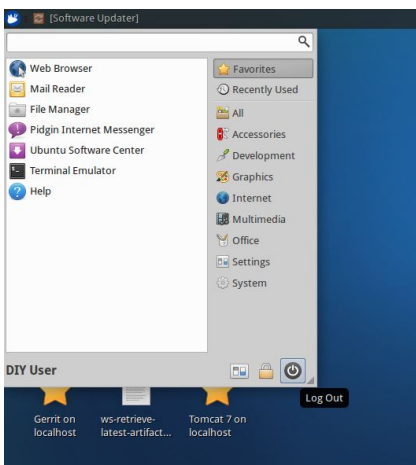 [Software Updater]
Web Browser
Mail Reader
File Manager
Pidgin Internet Messenger
Ubuntu Software Center
Terminal Emulator
Help
Favorites
Recently Used
All
Accessories
Development
Graphics
Internet
Multimedia
Office
Settings
System
DIY User
Log Out
Gerrit on
localhost
ws-retrieve-
latest-artifact...
Tomcat 7 on
localhost